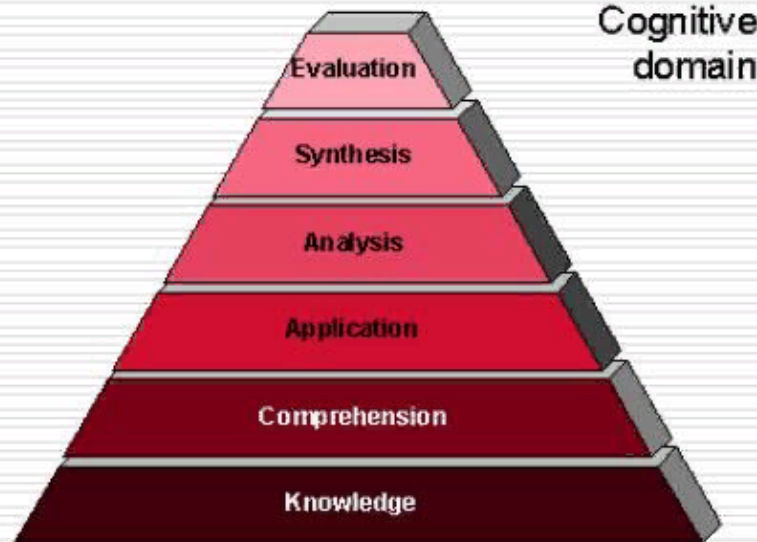 Cognitive
domain
Evaluation
Synthesis
Analysis
Application
Comprehension
Knowledge